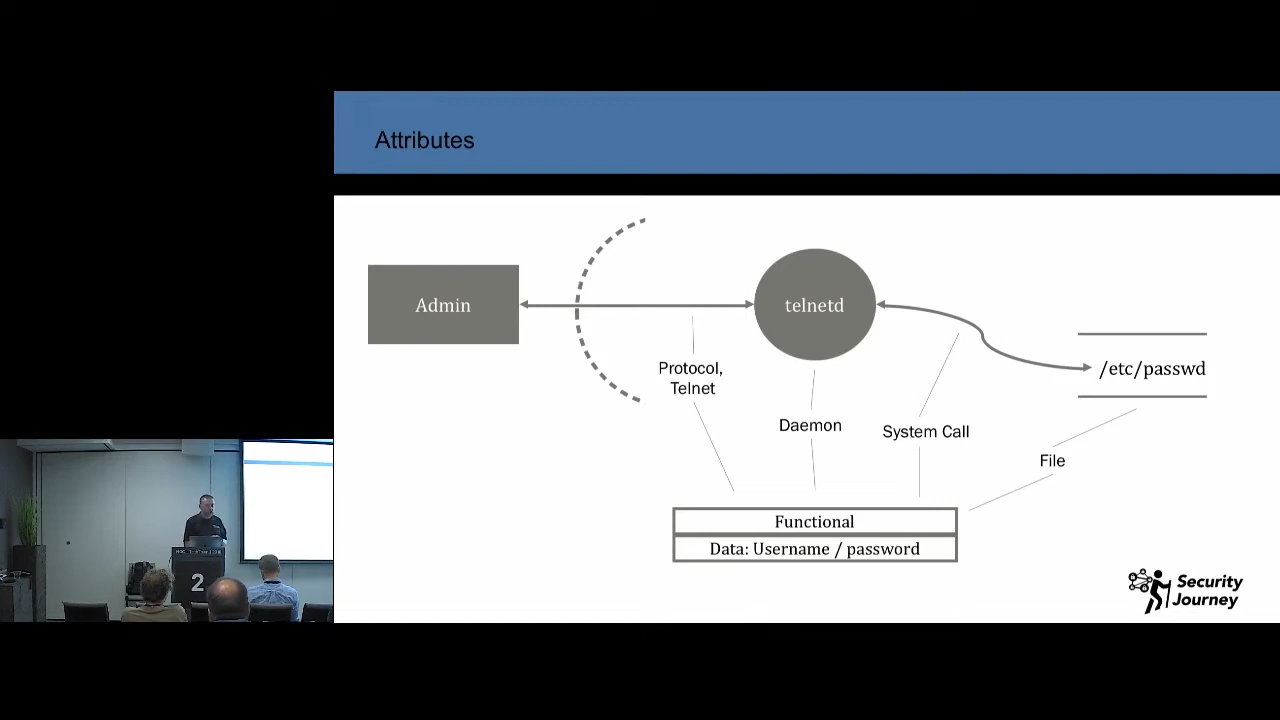 Attributes
Admin
telnetd
/etc/passwd
Protocol,
Telnet
Daemon
System Call
File
Functional
Data: Username / password
Security
Journey
2